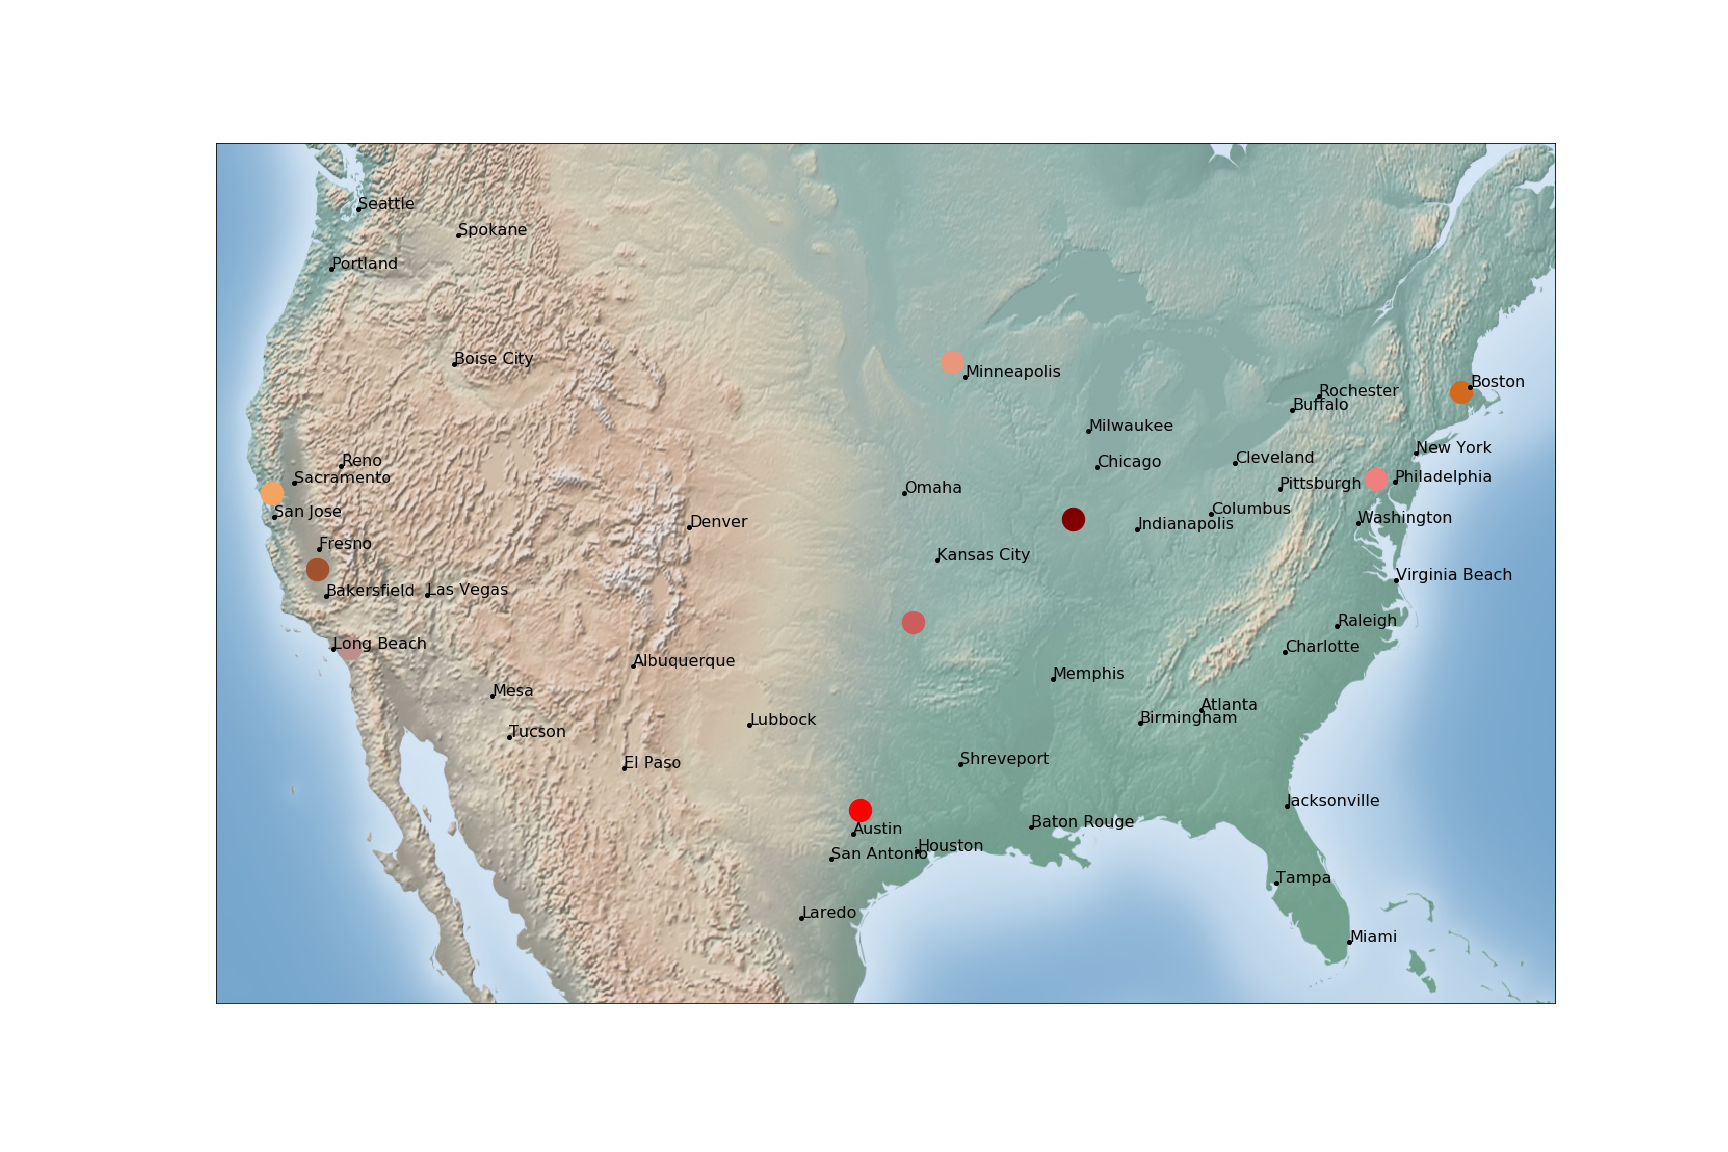 Seattle
Spokane
Portland
Boise City
Minneapolis
Boston
Rochester
Buffalo
Milwaukee
New York
Reno
Chicago
Cleveland
Sacramento
Philadelphia
Omaha
Pittsburgh
San Jose
Columbus
Washington
Denver
Indianapolis
Fresno
Kansas City
Virginia Beach
Bakersfield
Las Vegas
Raleigh
Long Beach
Charlotte
Albuquerque
Memphis
Mesa
Atlanta
Birmingham
Lubbock
Tucson
Shreveport
El Paso
Jacksonville
Baton Rouge
Austin
Houston
San Antonio
Tampa
Laredo
Miami